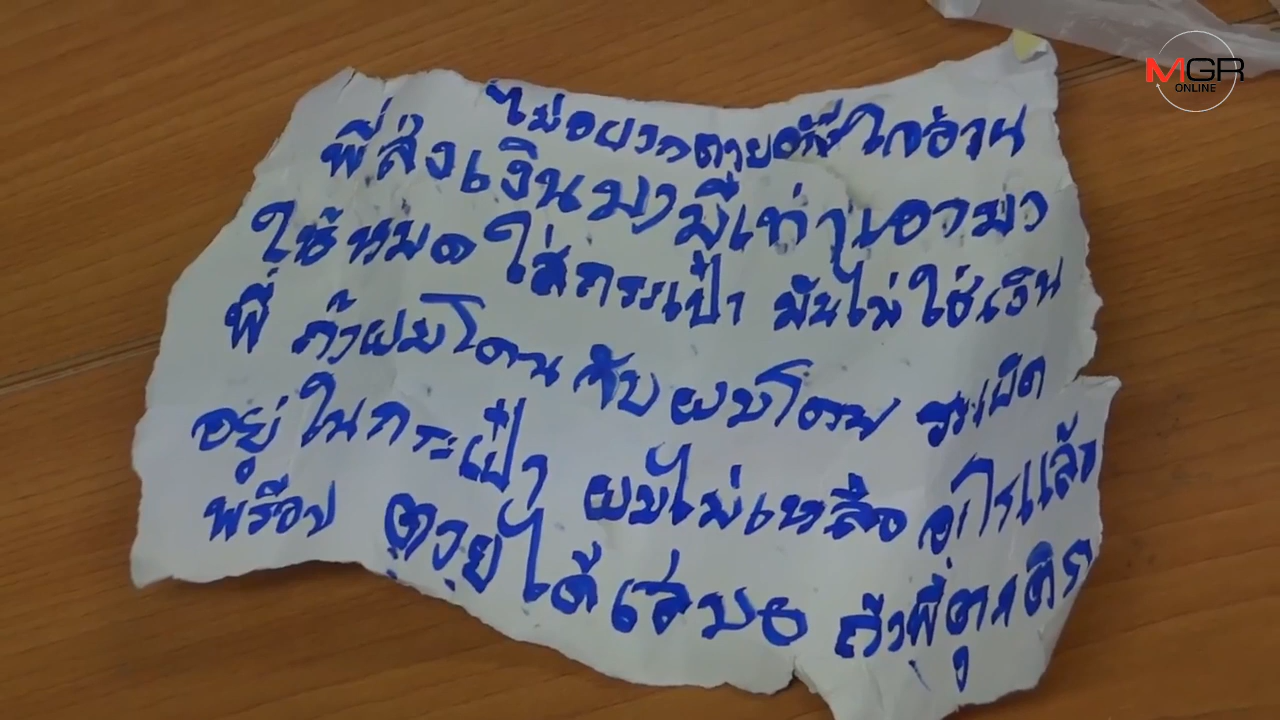 MGR
ONLINE
ไม่อยากตายตั้งใจอ่าน
พี่ส่งเงินมามีเท่าไเอามา
ให้หมดใส่กระเป๋า มันไม่ใช่เงิน
พี่ ถ้าผมโดนจับผมโดน ระเบิด
อยู่ในกระเป๋า ผมไม่เหลือ อะไรแล้ว
พร้อม ตายได้เสมอ ถ้าพี่ตุกติก